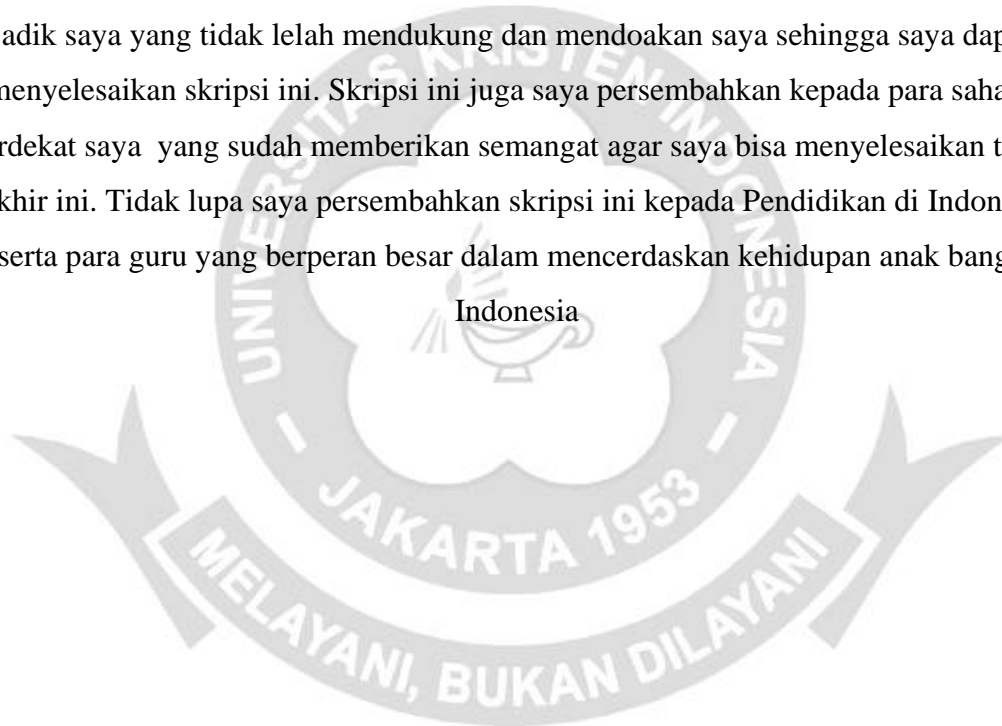 adik saya yang tidak lelah mendukung dan mendoakan saya sehingga saya dap
menyelesaikan skripsi ini. Skripsi ini juga saya persembahkan kepada para saha
rdekat saya yang sudah memberikan semangat agar saya bisa menyelesaikan t
khir ini. Tidak lupa saya persembahkan skripsi ini kepada Pendidikan di Indon
serta para guru yang berperan besar dalam mencerdaskan kehidupan anak bang
Indonesia
UNIVERSITAS KRISTEN INDONESIA
- JAKARTA 1953 -
MELAYANI, BUKAN DILAYANI